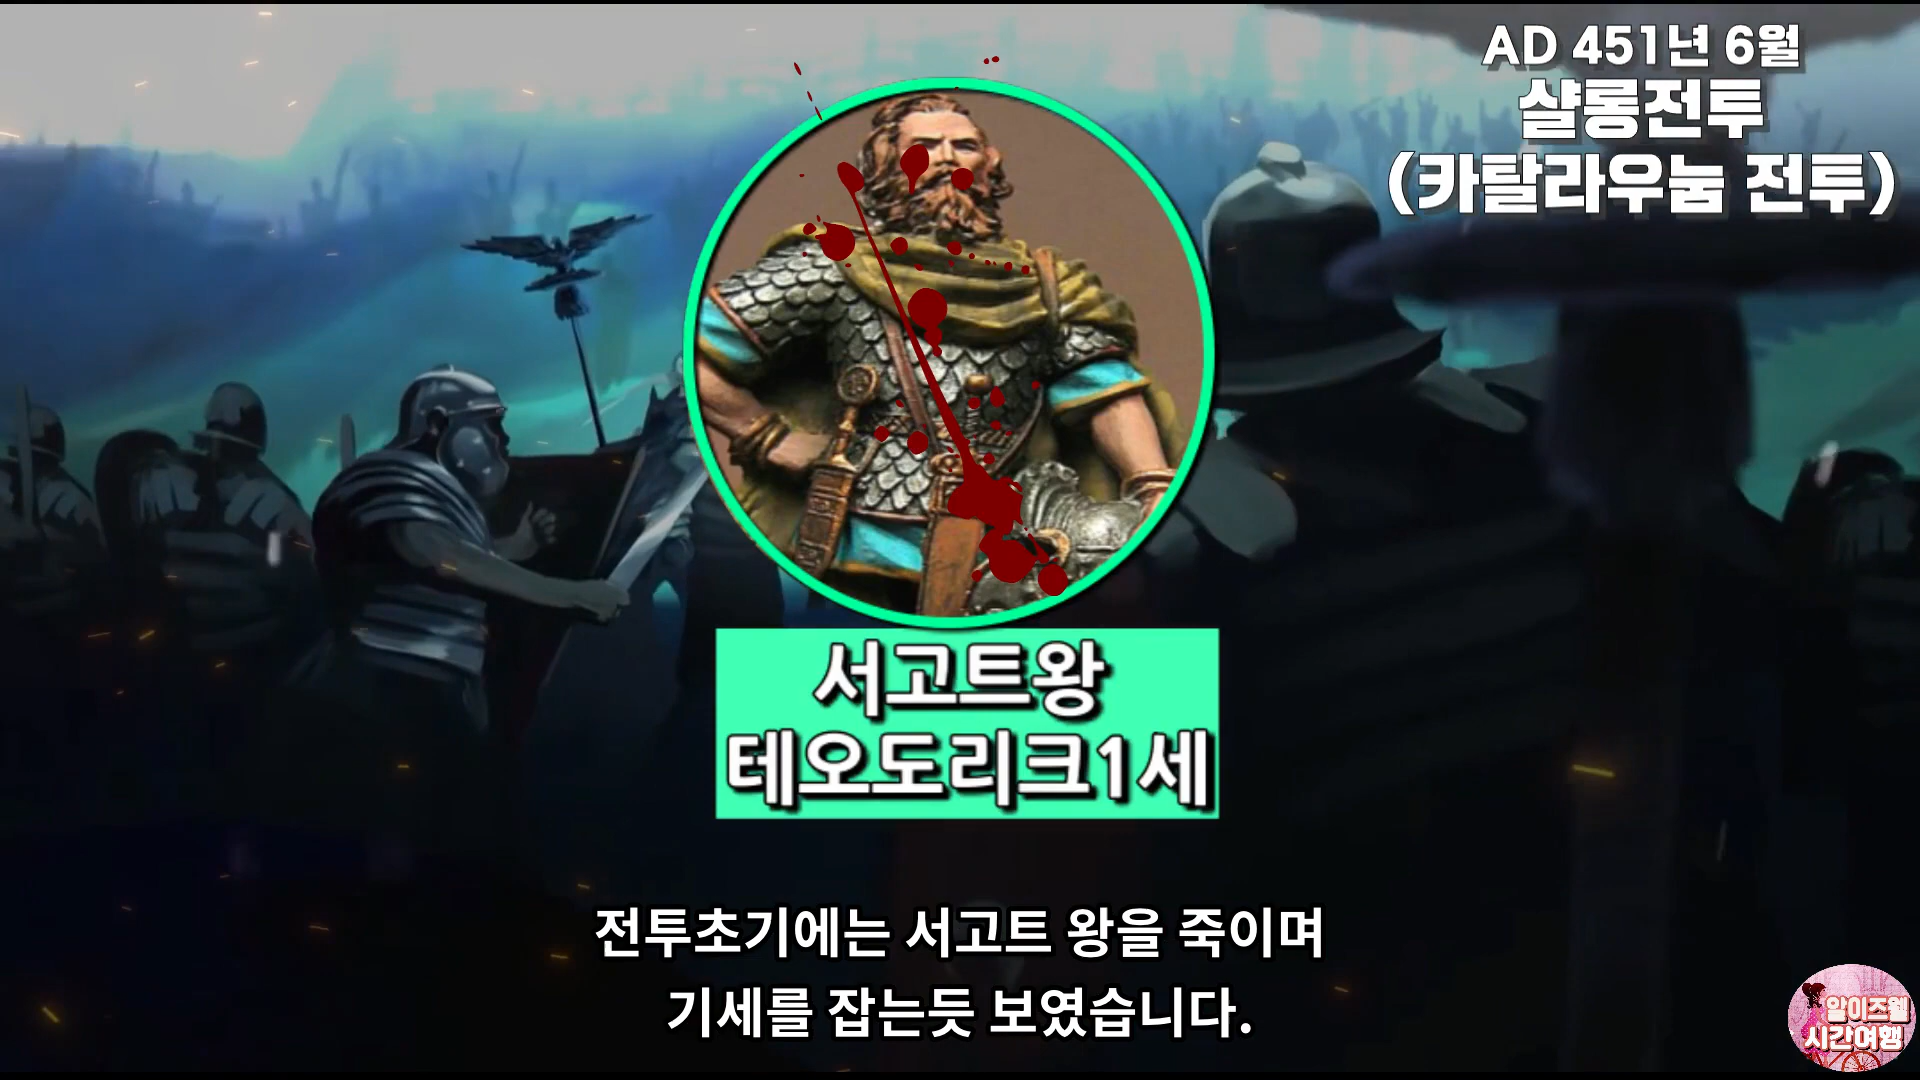 AD 451년 6월
샬롱전투
(카탈라우눔 전투)
서고트왕
테오도리크1세
전투초기에는 서고트 왕을 죽이며
기세를 잡는듯 보였습니다.
알이즈웰
시간여행